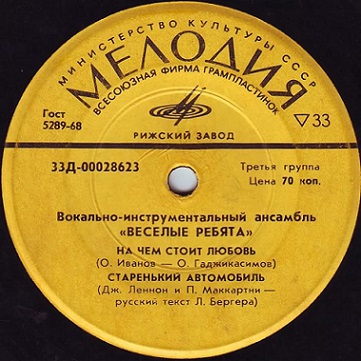 МИНИСТЕРСТВО КУЛЬТУРЫ СССР
МЕЛОДИЯ
ВСЕСОЮЗНАЯ ФИРМА ГРАМПЛАСТИНОК
Гост
5289-68
▽33
РИЖСКИЙ ЗАВОД
33Д-00028623
Третья группа
Цена 70 коп.
Вокально-инструментальный ансамбль
«ВЕСЕЛЫЕ РЕБЯТА»
НА ЧЕМ СТОИТ ЛЮБОВЬ
(О. Иванов — О. Гаджикасимов)
СТАРЕНЬКИЙ АВТОМОБИЛЬ
(Дж. Леннон и П. Маккартни —
русский текст Л. Бергера)